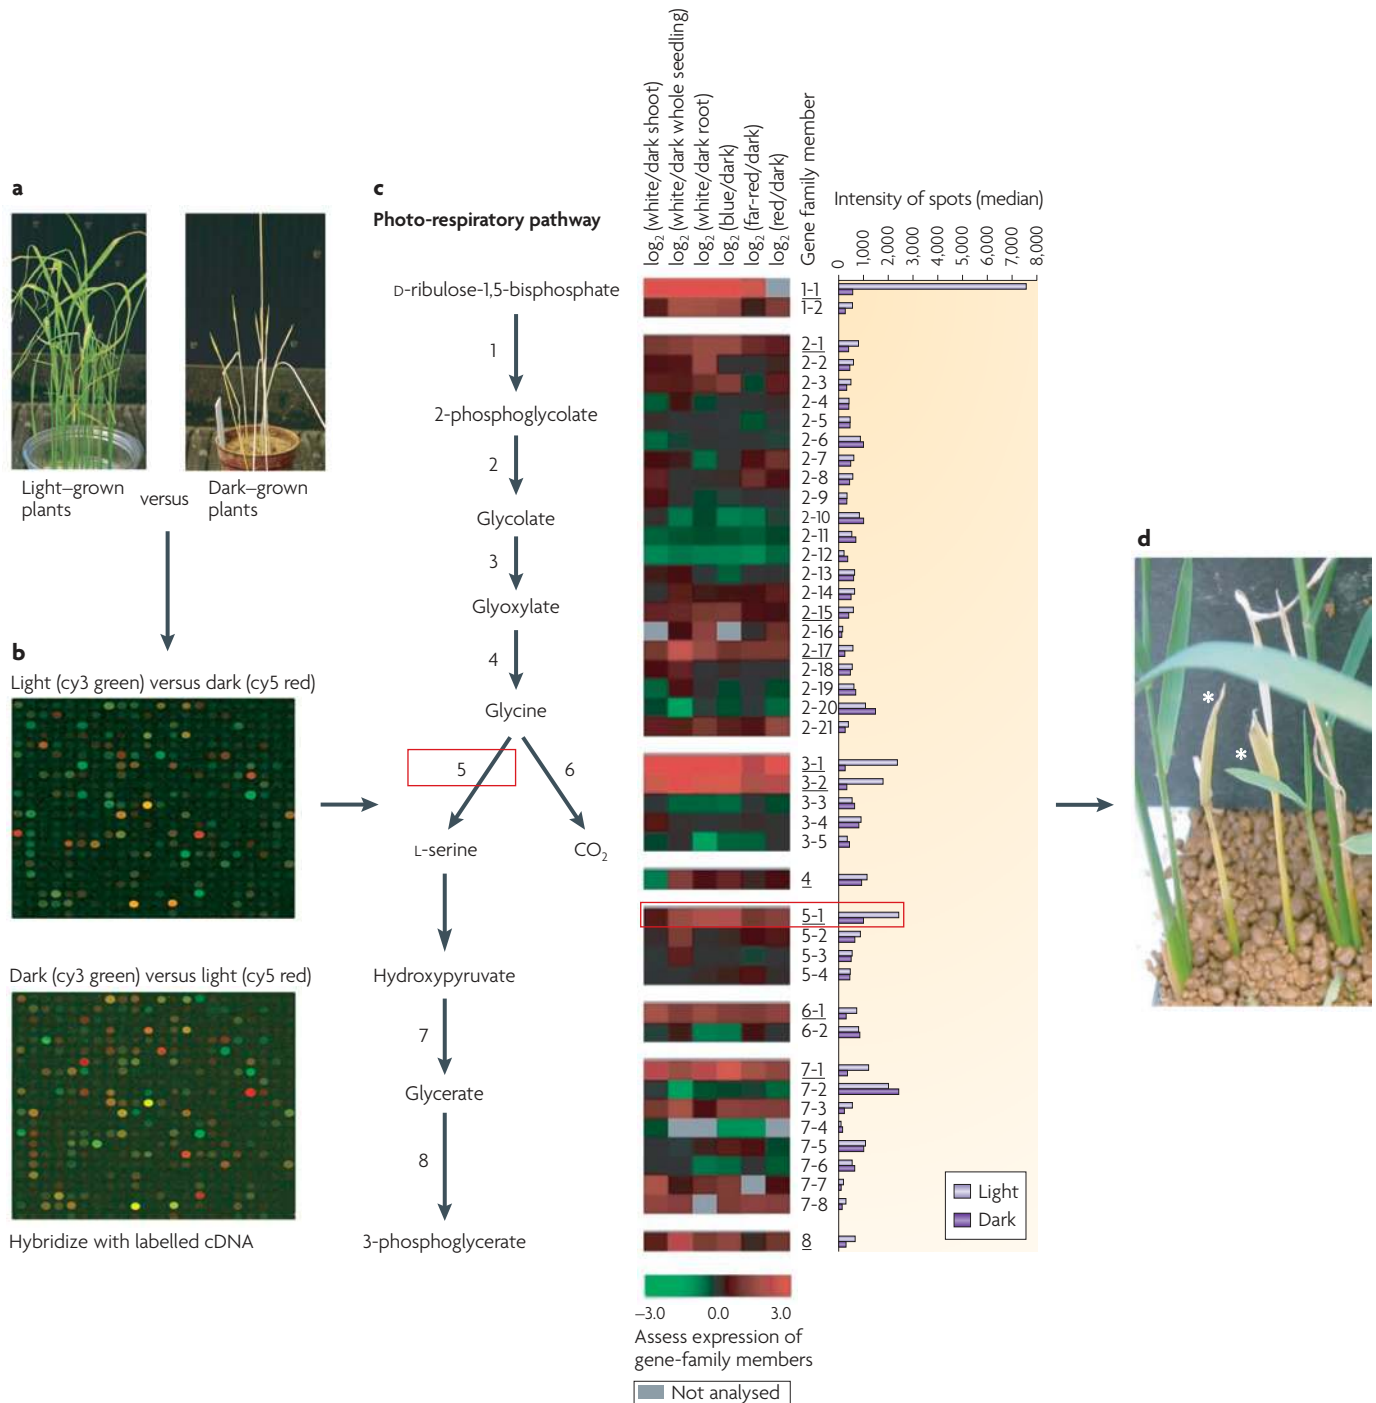 a
Light–grown
plants
versus
Dark–grown
plants
b
Light (cy3 green) versus dark (cy5 red)
Dark (cy3 green) versus light (cy5 red)
Hybridize with labelled cDNA
c
Photo-respiratory pathway
D-ribulose-1,5-bisphosphate
1
2-phosphoglycolate
2
Glycolate
3
Glyoxylate
4
Glycine
5
6
L-serine
CO2
Hydroxypyruvate
7
Glycerate
8
3-phosphoglycerate
log2 (white/dark shoot)
log2 (white/dark whole seedling)
log2 (white/dark root)
log2 (blue/dark)
log2 (far-red/dark)
log2 (red/dark)
Gene family member
Intensity of spots (median)
0
1,000
2,000
3,000
4,000
5,000
6,000
7,000
8,000
1-1
1-2
2-1
2-2
2-3
2-4
2-5
2-6
2-7
2-8
2-9
2-10
2-11
2-12
2-13
2-14
2-15
2-16
2-17
2-18
2-19
2-20
2-21
3-1
3-2
3-3
3-4
3-5
4
5-1
5-2
5-3
5-4
6-1
6-2
7-1
7-2
7-3
7-4
7-5
7-6
7-7
7-8
8
Light
Dark
–3.0 0.0 3.0
Assess expression of
gene-family members
Not analysed
d
*
*